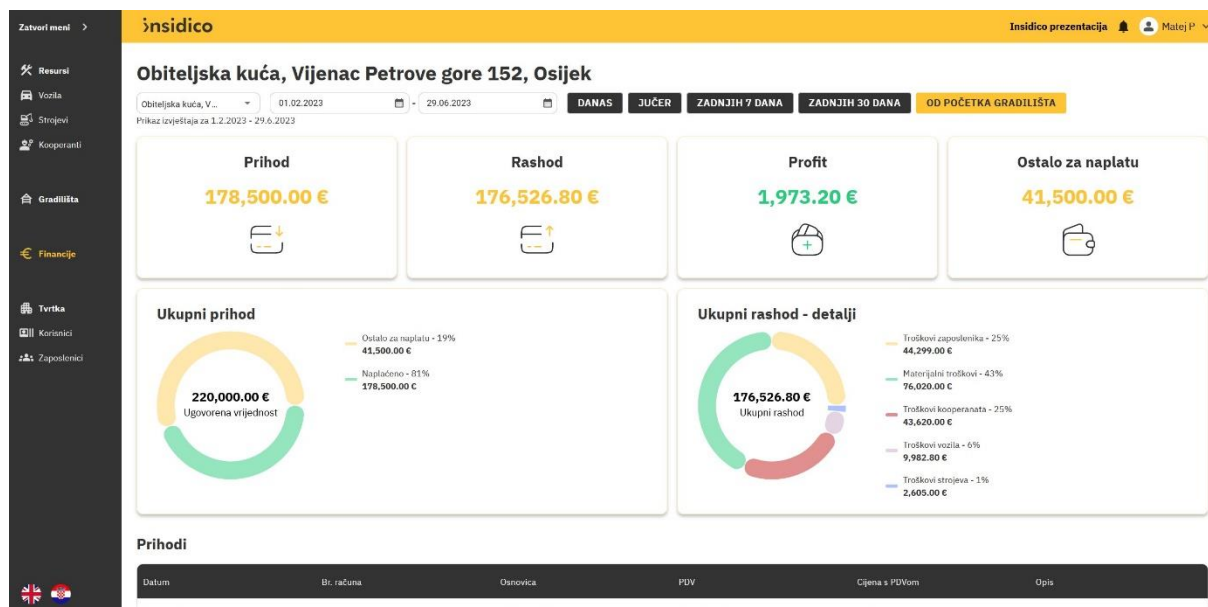 Zatvori meni >
insidico
Insidico prezentacija
Matej P
Resursi
Vozila
Strojevi
Kooperanti
Gradilišta
€ Financije
Tvrtka
Korisnici
Zaposlenici
Obiteljska kuća, Vijenac Petrove gore 152, Osijek
Obiteljska kuća, V... 01.02.2023 - 29.06.2023 DANAS JUČER ZADNJIH 7 DANA ZADNJIH 30 DANA OD POČETKA GRADILIŠTA
Prikaz izvještaja za 1.2.2023 - 29.6.2023
Prihod
178,500.00 €
Rashod
176,526.80 €
Profit
1,973.20 €
Ostalo za naplatu
41,500.00 €
Ukupni prihod
220,000.00 €
Ugovorena vrijednost
Ostalo za naplatu - 19%
41,500.00 €
Naplaćeno - 81%
178,500.00 €
Ukupni rashod - detalji
176,526.80 €
Ukupni rashod
Troškovi zaposlenika - 25%
44,299.00 €
Materijalni troškovi - 43%
76,020.00 €
Troškovi kooperanata - 25%
43,620.00 €
Troškovi vozila - 6%
9,982.80 €
Troškovi strojeva - 1%
2,605.00 €
Prihodi
Datum Br. računa Osnovica PDV Cijena s PDVom Opis